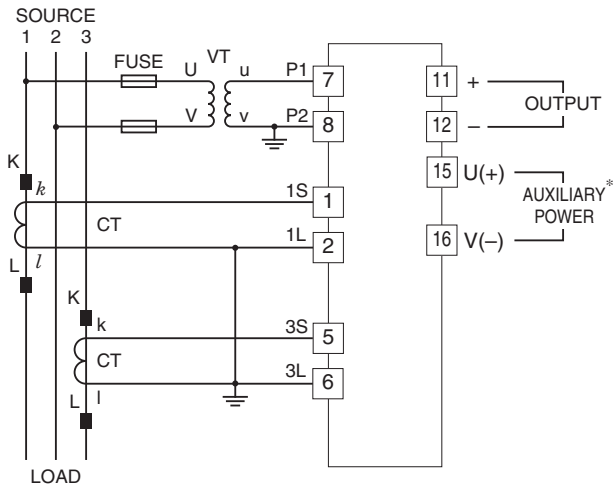 SOURCE
1 2 3
FUSE
U
VT
u
P1
7
11
+
OUTPUT
V
v
P2
8
12
–
K
k
1S
1
15
U(+)
AUXILIARY*
POWER
CT
1L
2
16
V(–)
L
l
K
k
3S
5
CT
3L
6
L
l
LOAD